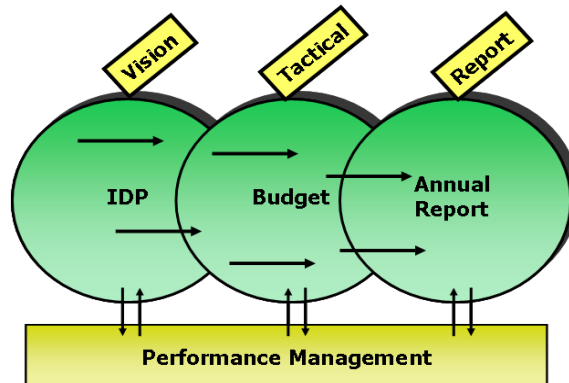 Vision
Tactical
Report
IDP
Budget
Annual
Report
Performance Management